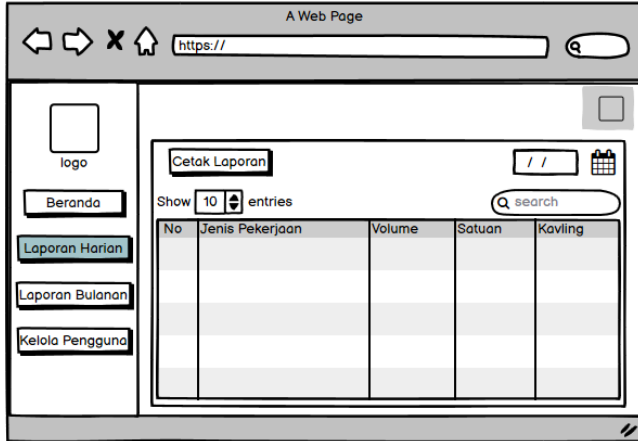 A Web Page
https://
logo
Cetak Laporan
/ /
Beranda
Show 10 entries
search
No Jenis Pekerjaan Volume Satuan Kavling
Laporan Harian
Laporan Bulanan
Kelola Pengguna